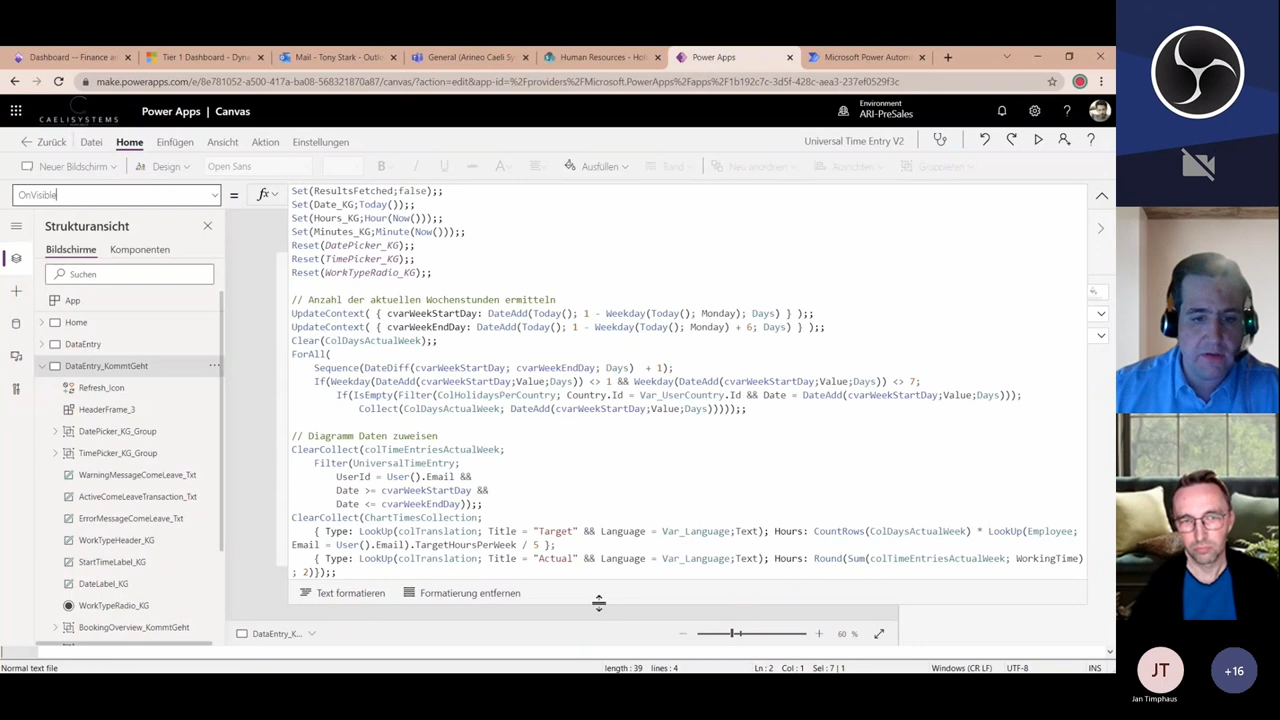 Dashboard -- Finance a
Tier 1 Dashboard - Dyn
Mail - Tony Stark - Outlo
General (Arineo Caeli Sy
Human Resources - Holi
Power Apps
Microsoft Power Autom
make.powerapps.com/e/8e781052-a500-417a-ba08-568321870a87/canvas/?action=edit&app-id=%2Fproviders%2FMicrosoft.PowerApps%2Fapps%2F1b192c7c-3d5f-428c-aea3-237ef0529f3c
CAELISYSTEMS
Power Apps | Canvas
Environment
ARI-PreSales
Zurück
Datei
Home
Einfügen
Ansicht
Aktion
Einstellungen
Universal Time Entry V2
Neuer Bildschirm
Design
Open Sans
B
Ausfüllen
Band
Neu anordnen
Ausrichten
Gruppieren
OnVisible
=
fx
Set(ResultsFetched;false);;
Set(Date_KG;Today());;
Set(Hours_KG;Hour(Now()));;
Set(Minutes_KG;Minute(Now()));;
Reset(DatePicker_KG);;
Reset(TimePicker_KG);;
Reset(WorkTypeRadio_KG);;
// Anzahl der aktuellen Wochenstunden ermitteln
UpdateContext( { cvarWeekStartDay: DateAdd(Today(); 1 - Weekday(Today(); Monday); Days) } );;
UpdateContext( { cvarWeekEndDay: DateAdd(Today(); 1 - Weekday(Today(); Monday) + 6; Days) } );;
Clear(ColDaysActualWeek);;
ForAll(
Sequence(DateDiff(cvarWeekStartDay; cvarWeekEndDay; Days) + 1);
If(Weekday(DateAdd(cvarWeekStartDay;Value;Days)) <> 1 && Weekday(DateAdd(cvarWeekStartDay;Value;Days)) <> 7;
If(IsEmpty(Filter(ColHolidaysPerCountry; Country.Id = Var_UserCountry.Id && Date = DateAdd(cvarWeekStartDay;Value;Days)));
Collect(ColDaysActualWeek; DateAdd(cvarWeekStartDay;Value;Days)))));;
// Diagramm Daten zuweisen
ClearCollect(colTimeEntriesActualWeek;
Filter(UniversalTimeEntry;
UserId = User().Email &&
Date >= cvarWeekStartDay &&
Date <= cvarWeekEndDay));;
ClearCollect(ChartTimesCollection;
{ Type: LookUp(colTranslation; Title = "Target" && Language = Var_Language;Text); Hours: CountRows(ColDaysActualWeek) * LookUp(Employee;
Email = User().Email).TargetHoursPerWeek / 5 };
{ Type: LookUp(colTranslation; Title = "Actual" && Language = Var_Language;Text); Hours: Round(Sum(colTimeEntriesActualWeek; WorkingTime)
; 2)});;
Text formatieren
Formatierung entfernen
Strukturansicht
Bildschirme
Komponenten
Suchen
App
Home
DataEntry
DataEntry_KommtGeht
Refresh_Icon
HeaderFrame_3
DatePicker_KG_Group
TimePicker_KG_Group
WarningMessageComeLeave_Txt
ActiveComeLeaveTransaction_Txt
ErrorMessageComeLeave_Txt
WorkTypeHeader_KG
StartTimeLabel_KG
DateLabel_KG
WorkTypeRadio_KG
BookingOverview_KommtGeht
DataEntry_K...
60 %
Normal text file
length : 39 lines : 4
Ln : 2 Col : 1 Sel : 7 | 1
Windows (CR LF)
UTF-8
INS
JT
Jan Timphaus
+16